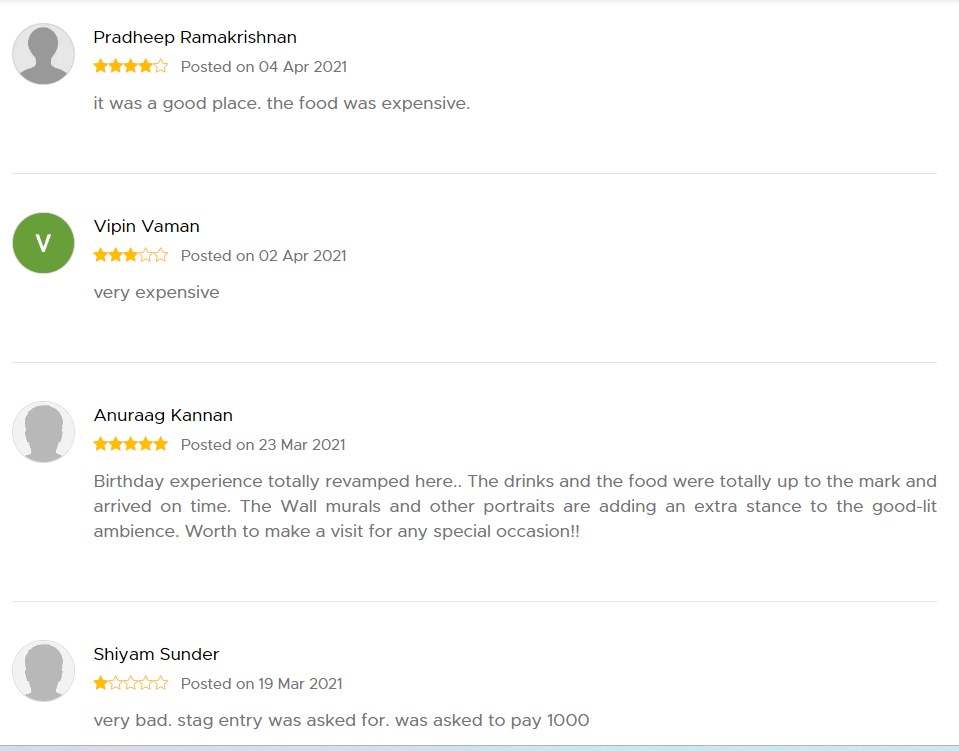 Pradheep Ramakrishnan
Posted on 04 Apr 2021
it was a good place. the food was expensive.
V
Vipin Vaman
Posted on 02 Apr 2021
very expensive
Anuraag Kannan
Posted on 23 Mar 2021
Birthday experience totally revamped here.. The drinks and the food were totally up to the mark and
arrived on time. The Wall murals and other portraits are adding an extra stance to the good-lit
ambience. Worth to make a visit for any special occasion!!
Shiyam Sunder
Posted on 19 Mar 2021
very bad. stag entry was asked for. was asked to pay 1000